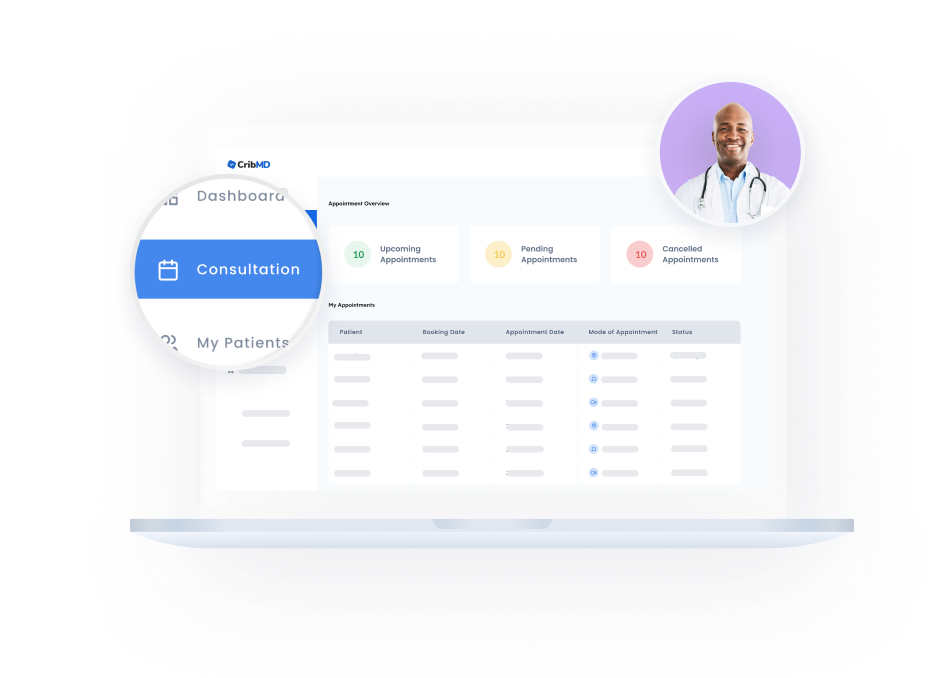 CribMD
Dashboard
Consultation
My Patients
Appointment Overview
10
Upcoming
Appointments
10
Pending
Appointments
10
Cancelled
Appointments
My Appointments
Patient
Booking Date
Appointment Date
Mode of Appointment
Status